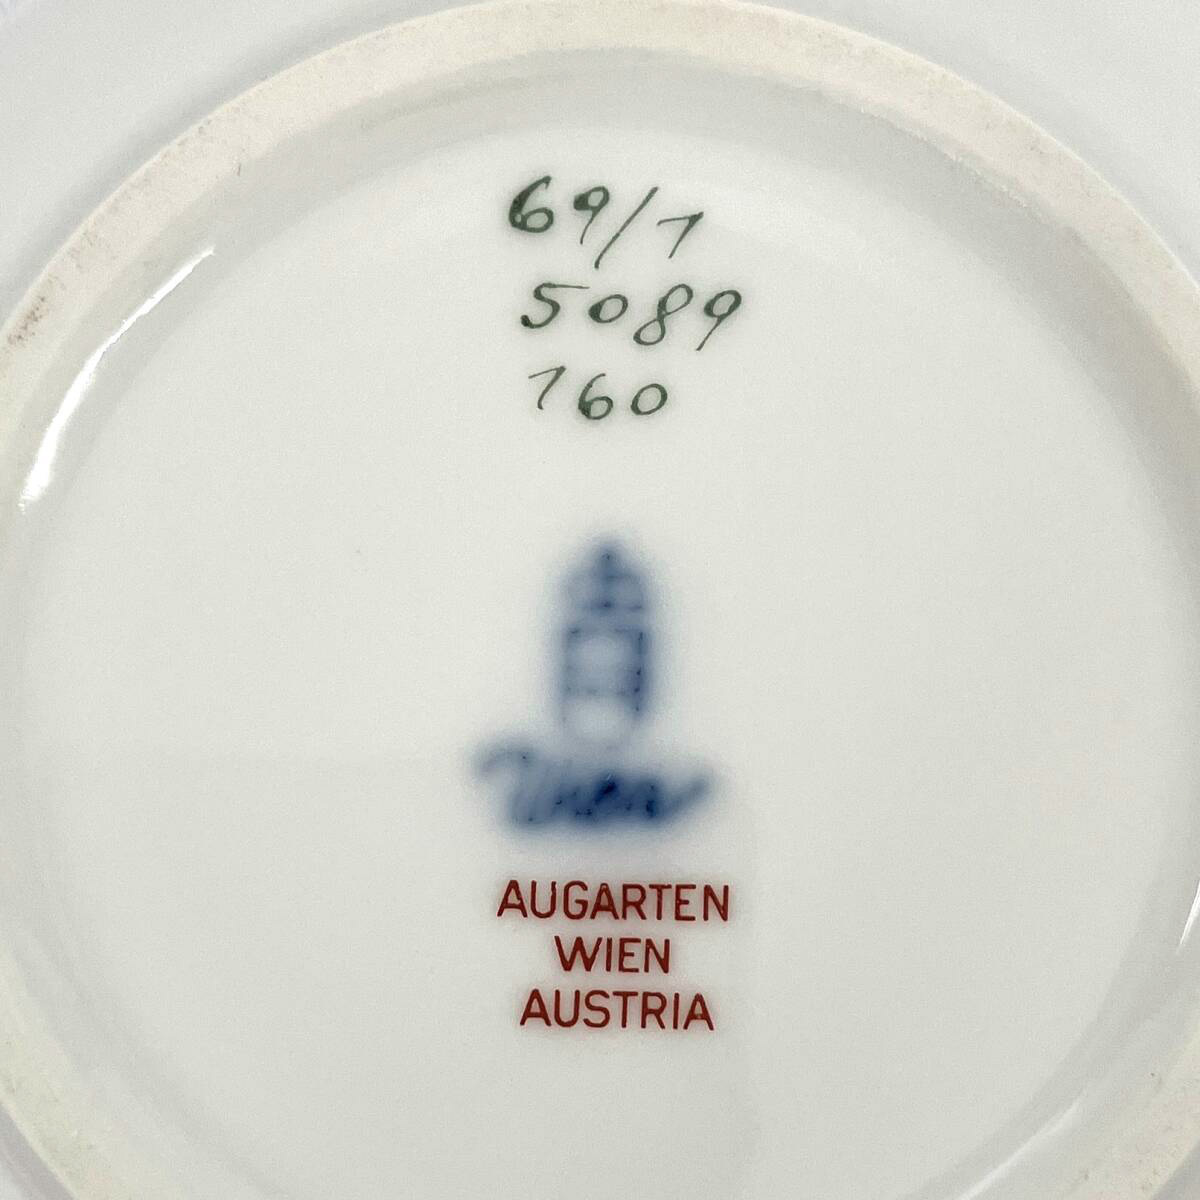 69/1
5089
160
Wien
AUGARTEN
WIEN
AUSTRIA